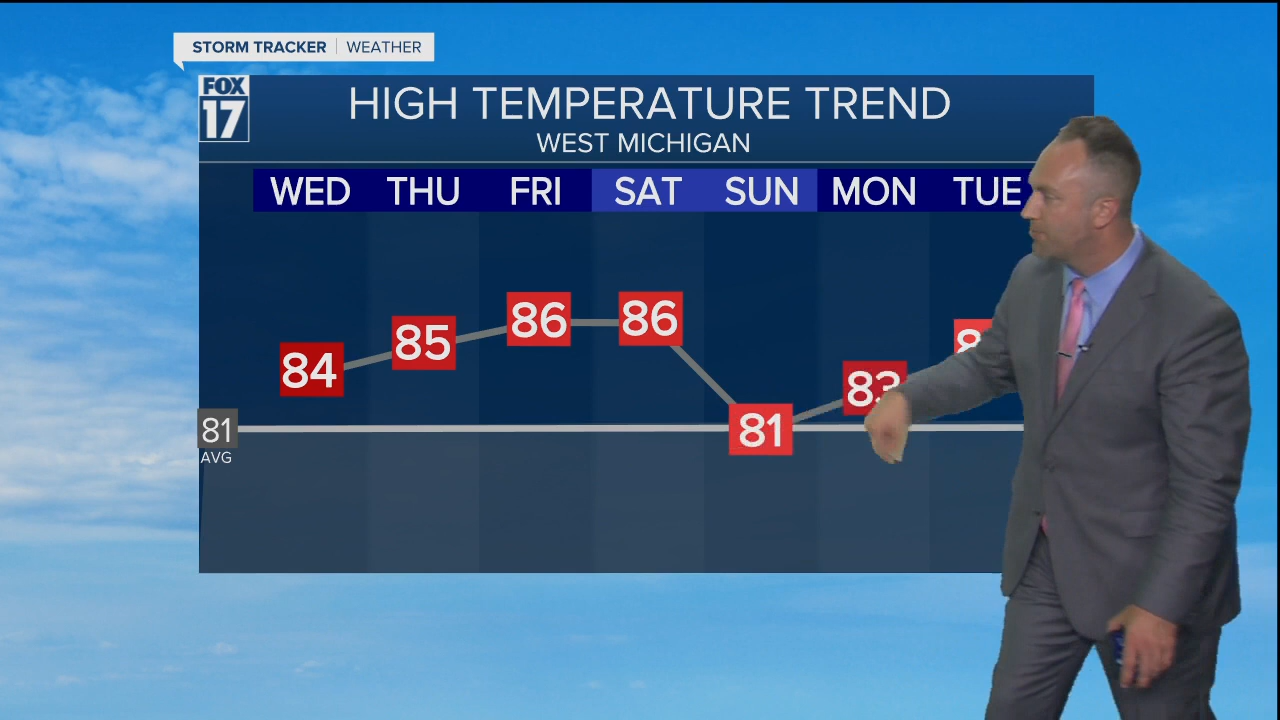 STORM TRACKER | WEATHER
FOX
17
HIGH TEMPERATURE TREND
WEST MICHIGAN
WED THU FRI SAT SUN MON TUE
84 85 86 86 81 83
81
AVG